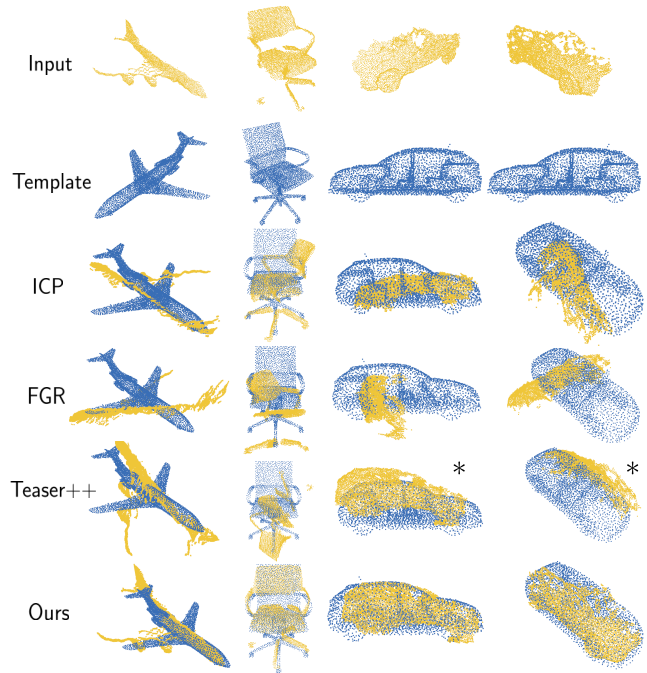 Input
Template
ICP
FGR
Teaser++ * *
Ours